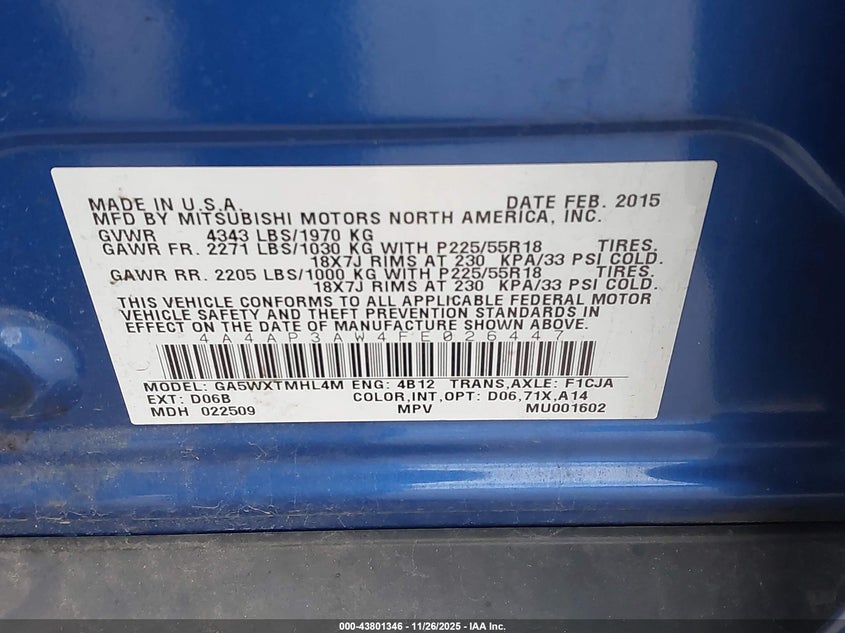 MADE IN U.S.A. DATE FEB. 2015
MFD BY MITSUBISHI MOTORS NORTH AMERICA, INC.
GVWR 4343 LBS/1970 KG
GAWR FR. 2271 LBS/1030 KG WITH P225/55R18 TIRES.
18X7J RIMS AT 230 KPA/33 PSI COLD.
GAWR RR. 2205 LBS/1000 KG WITH P225/55R18 TIRES.
18X7J RIMS AT 230 KPA/33 PSI COLD.
THIS VEHICLE CONFORMS TO ALL APPLICABLE FEDERAL MOTOR
VEHICLE SAFETY AND THEFT PREVENTION STANDARDS IN
EFFECT ON THE DATE OF MANUFACTURE SHOWN ABOVE.
4A4AP3AW4FE026447
MODEL: GA5WXTMHL4M ENG: 4B12 TRANS,AXLE: F1CJA
EXT: D06B COLOR,INT,OPT: D06,71X,A14
MDH 022509 MPV MU001602
000-43801346 - 11/26/2025 - IAA Inc.